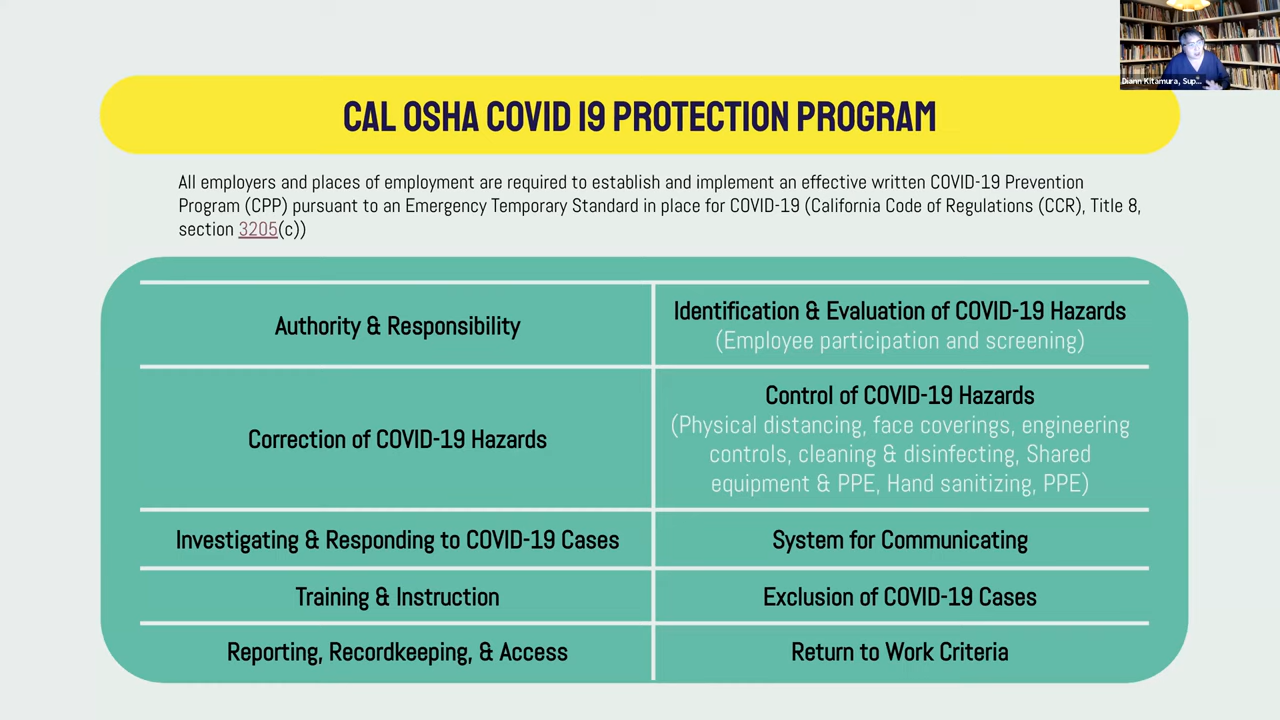 Diann Kitamura, Sup...
CAL OSHA COVID 19 PROTECTION PROGRAM
All employers and places of employment are required to establish and implement an effective written COVID-19 Prevention
Program (CPP) pursuant to an Emergency Temporary Standard in place for COVID-19 (California Code of Regulations (CCR), Title 8,
section 3205(c))
Authority & Responsibility
Identification & Evaluation of COVID-19 Hazards
(Employee participation and screening)
Correction of COVID-19 Hazards
Control of COVID-19 Hazards
(Physical distancing, face coverings, engineering
controls, cleaning & disinfecting, Shared
equipment & PPE, Hand sanitizing, PPE)
Investigating & Responding to COVID-19 Cases
System for Communicating
Training & Instruction
Exclusion of COVID-19 Cases
Reporting, Recordkeeping, & Access
Return to Work Criteria